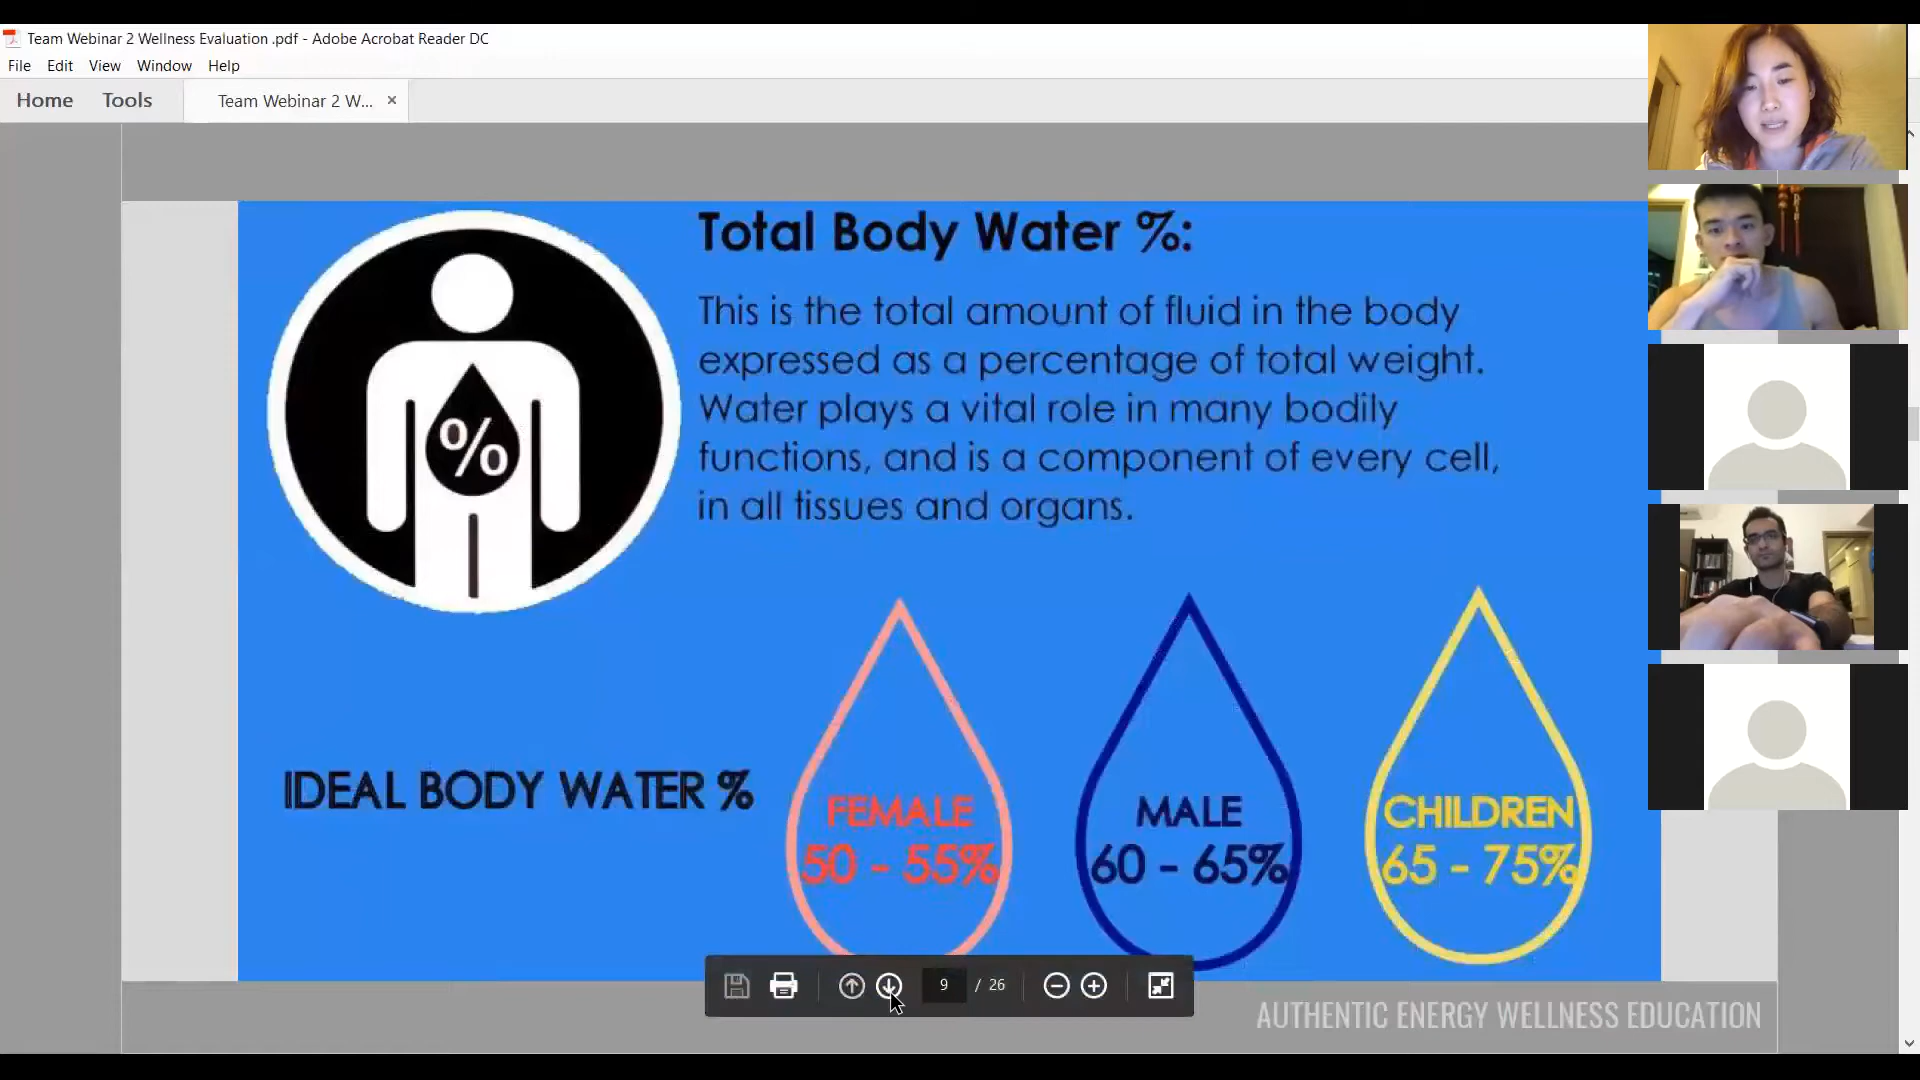 Team Webinar 2 Wellness Evaluation .pdf - Adobe Acrobat Reader DC
File Edit View Window Help
Home Tools Team Webinar 2 W... ×
Total Body Water %:
This is the total amount of fluid in the body
expressed as a percentage of total weight.
Water plays a vital role in many bodily
functions, and is a component of every cell,
in all tissues and organs.
%
IDEAL BODY WATER %
FEMALE
50 - 55%
MALE
60 - 65%
CHILDREN
65 - 75%
9 / 26
AUTHENTIC ENERGY WELLNESS EDUCATION